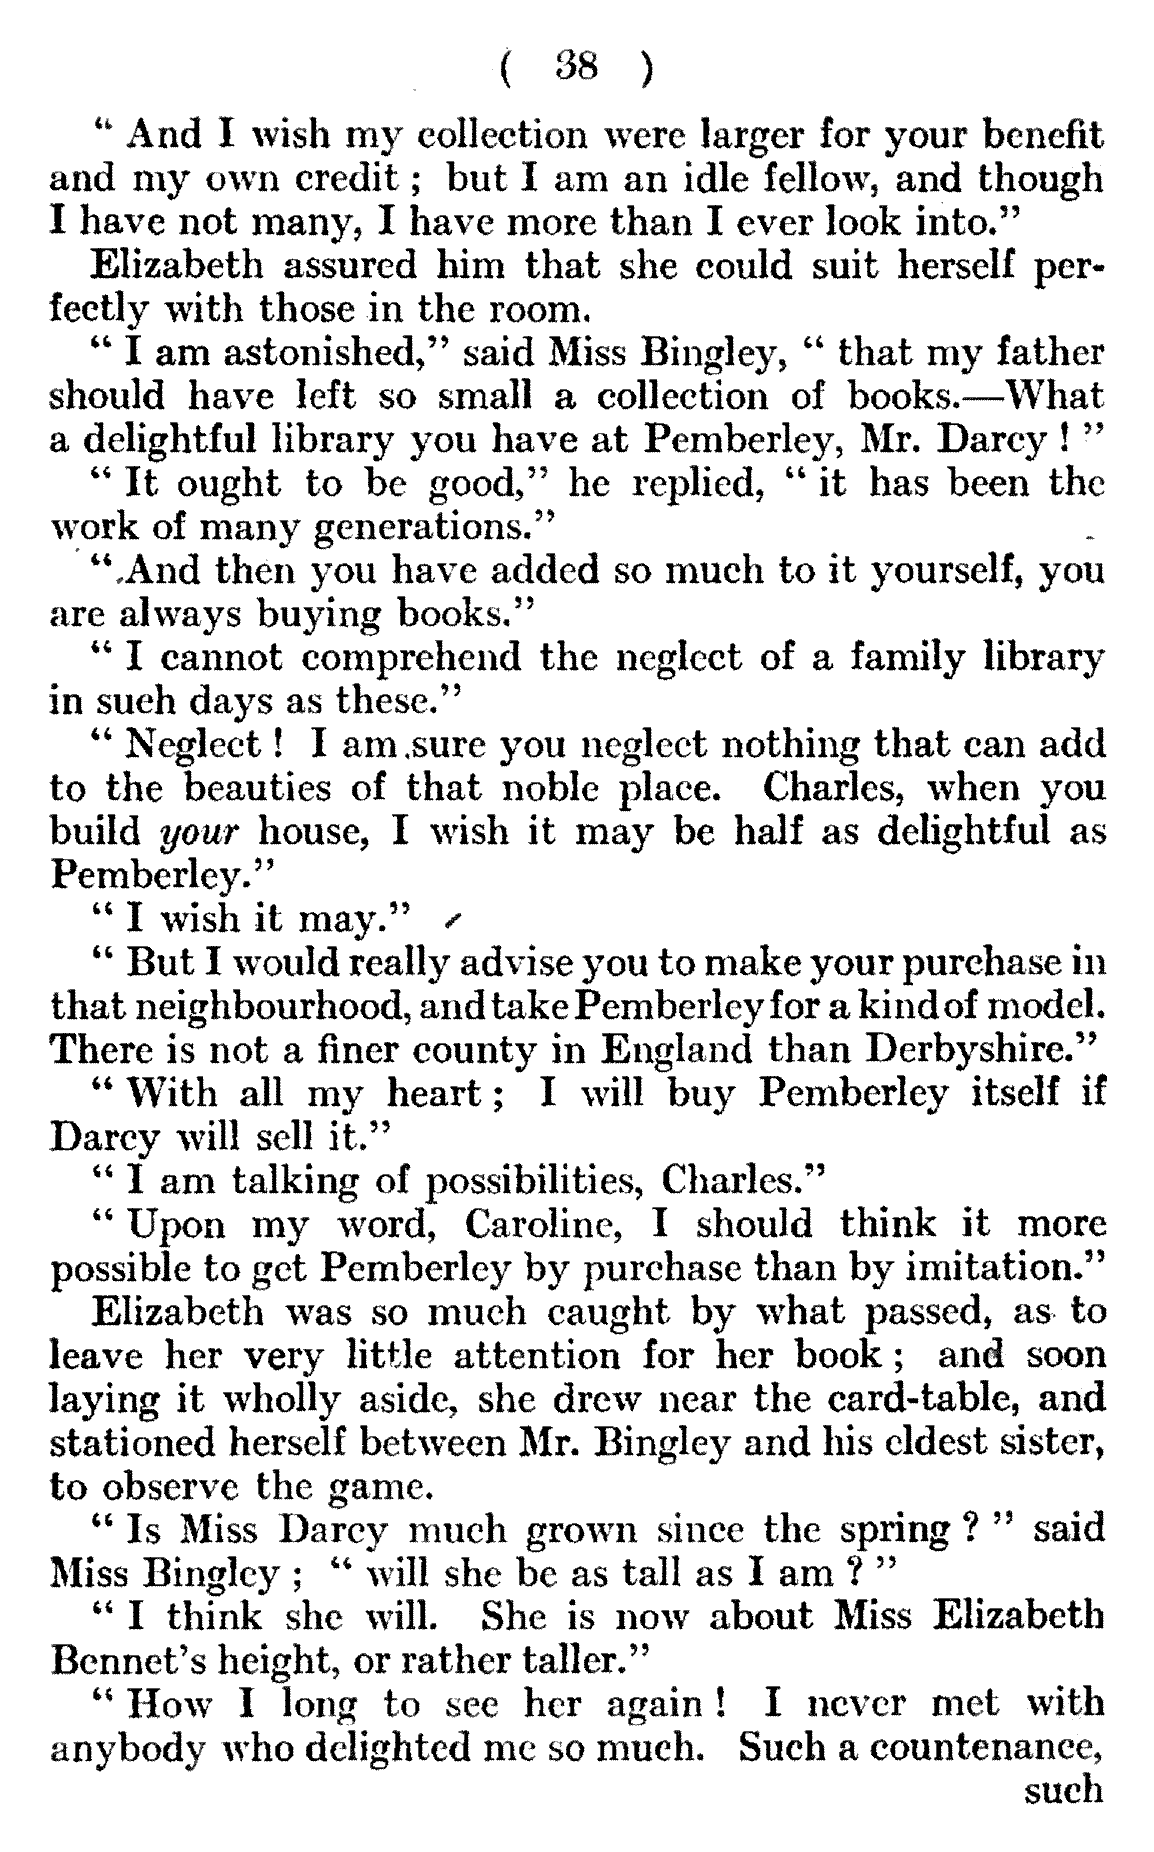 ( 38 )
“ And I wish my collection were larger for your benefit
and my own credit ; but I am an idle fellow, and though
I have not many, I have more than I ever look into.”
Elizabeth assured him that she could suit herself per-
fectly with those in the room.
“ I am astonished,” said Miss Bingley, “ that my father
should have left so small a collection of books.—What
a delightful library you have at Pemberley, Mr. Darcy ! ”
“ It ought to be good,” he replied, “ it has been the
work of many generations.”
“ And then you have added so much to it yourself, you
are always buying books.”
“ I cannot comprehend the neglect of a family library
in such days as these.”
“ Neglect ! I am sure you neglect nothing that can add
to the beauties of that noble place. Charles, when you
build your house, I wish it may be half as delightful as
Pemberley.”
“ I wish it may.”
“ But I would really advise you to make your purchase in
that neighbourhood, and take Pemberley for a kind of model.
There is not a finer county in England than Derbyshire.”
“ With all my heart ; I will buy Pemberley itself if
Darcy will sell it.”
“ I am talking of possibilities, Charles.”
“ Upon my word, Caroline, I should think it more
possible to get Pemberley by purchase than by imitation.”
Elizabeth was so much caught by what passed, as to
leave her very little attention for her book ; and soon
laying it wholly aside, she drew near the card-table, and
stationed herself between Mr. Bingley and his eldest sister,
to observe the game.
“ Is Miss Darcy much grown since the spring ? ” said
Miss Bingley ; “ will she be as tall as I am ? ”
“ I think she will. She is now about Miss Elizabeth
Bennet’s height, or rather taller.”
“ How I long to see her again ! I never met with
anybody who delighted me so much. Such a countenance,
such